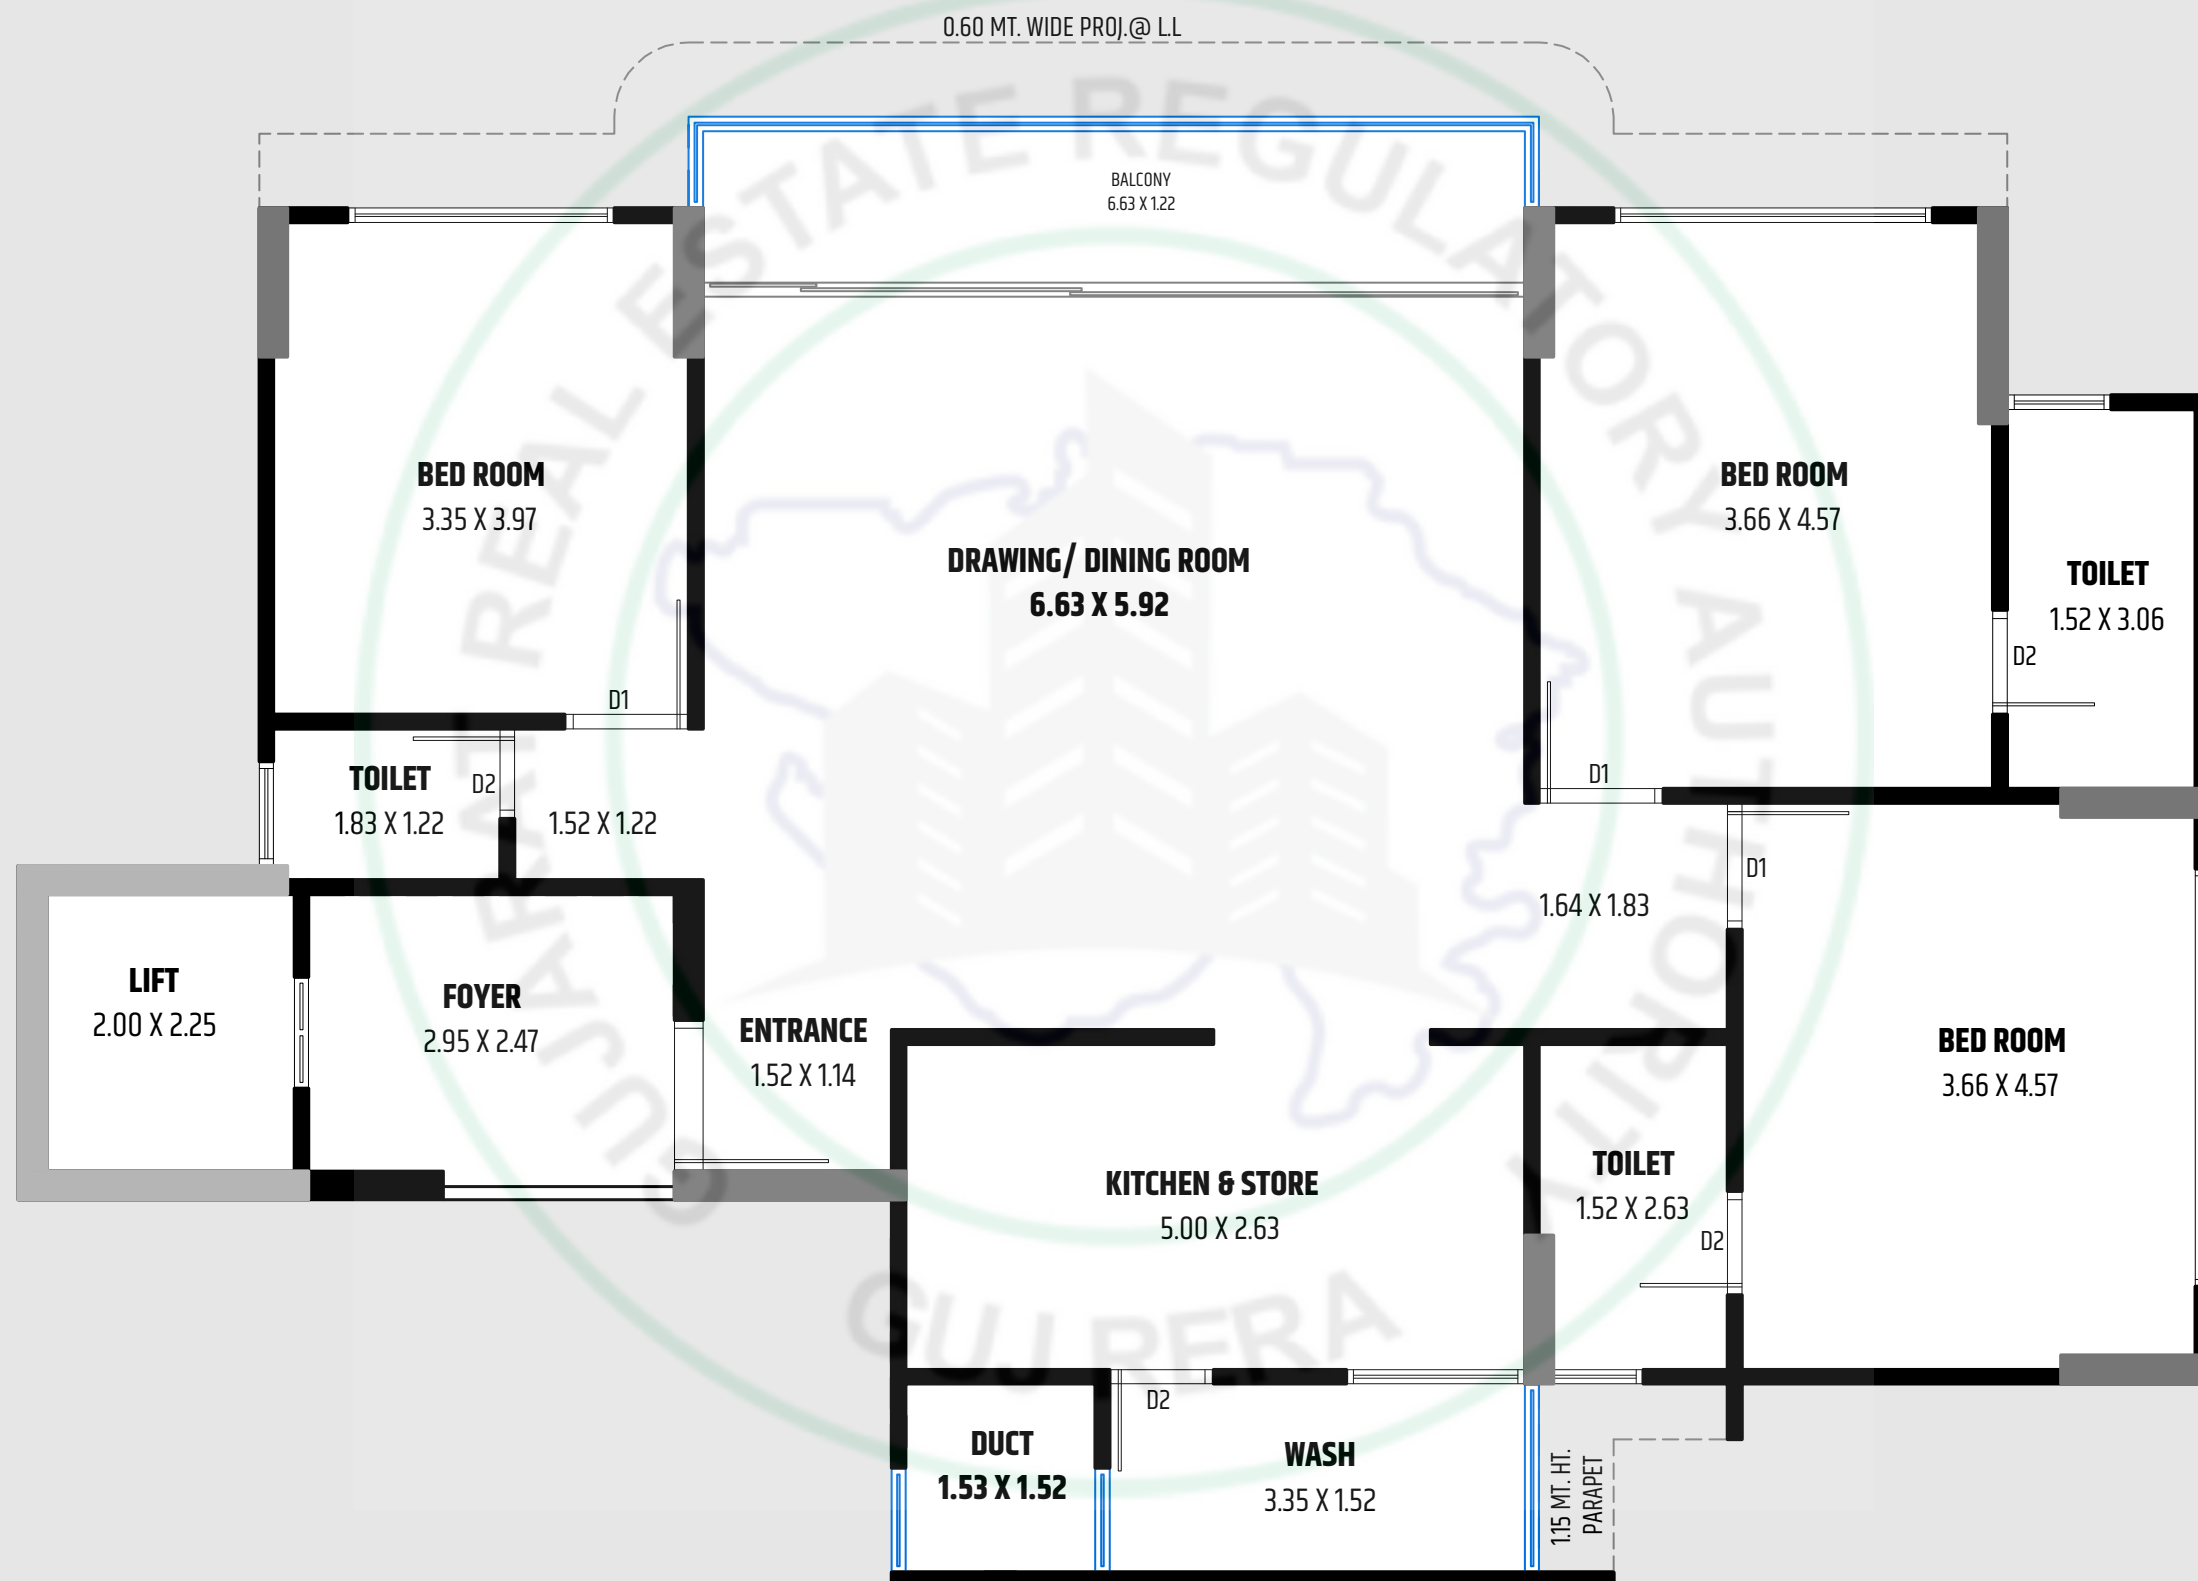 0.60 MT. WIDE PROJ.@ L.L
BALCONY
6.63 X 1.22
BED ROOM
3.35 X 3.97
BED ROOM
3.66 X 4.57
DRAWING/ DINING ROOM
6.63 X 5.92
TOILET
1.52 X 3.06
D2
D1
TOILET
1.83 X 1.22
D2
1.52 X 1.22
D1
D1
1.64 X 1.83
LIFT
2.00 X 2.25
FOYER
2.95 X 2.47
ENTRANCE
1.52 X 1.14
BED ROOM
3.66 X 4.57
KITCHEN & STORE
5.00 X 2.63
TOILET
1.52 X 2.63
D2
D2
DUCT
1.53 X 1.52
WASH
3.35 X 1.52
1.15 MT. HT.
PARAPET
GUJARAT REAL ESTATE REGULATORY AUTHORITY
GUJ RERA